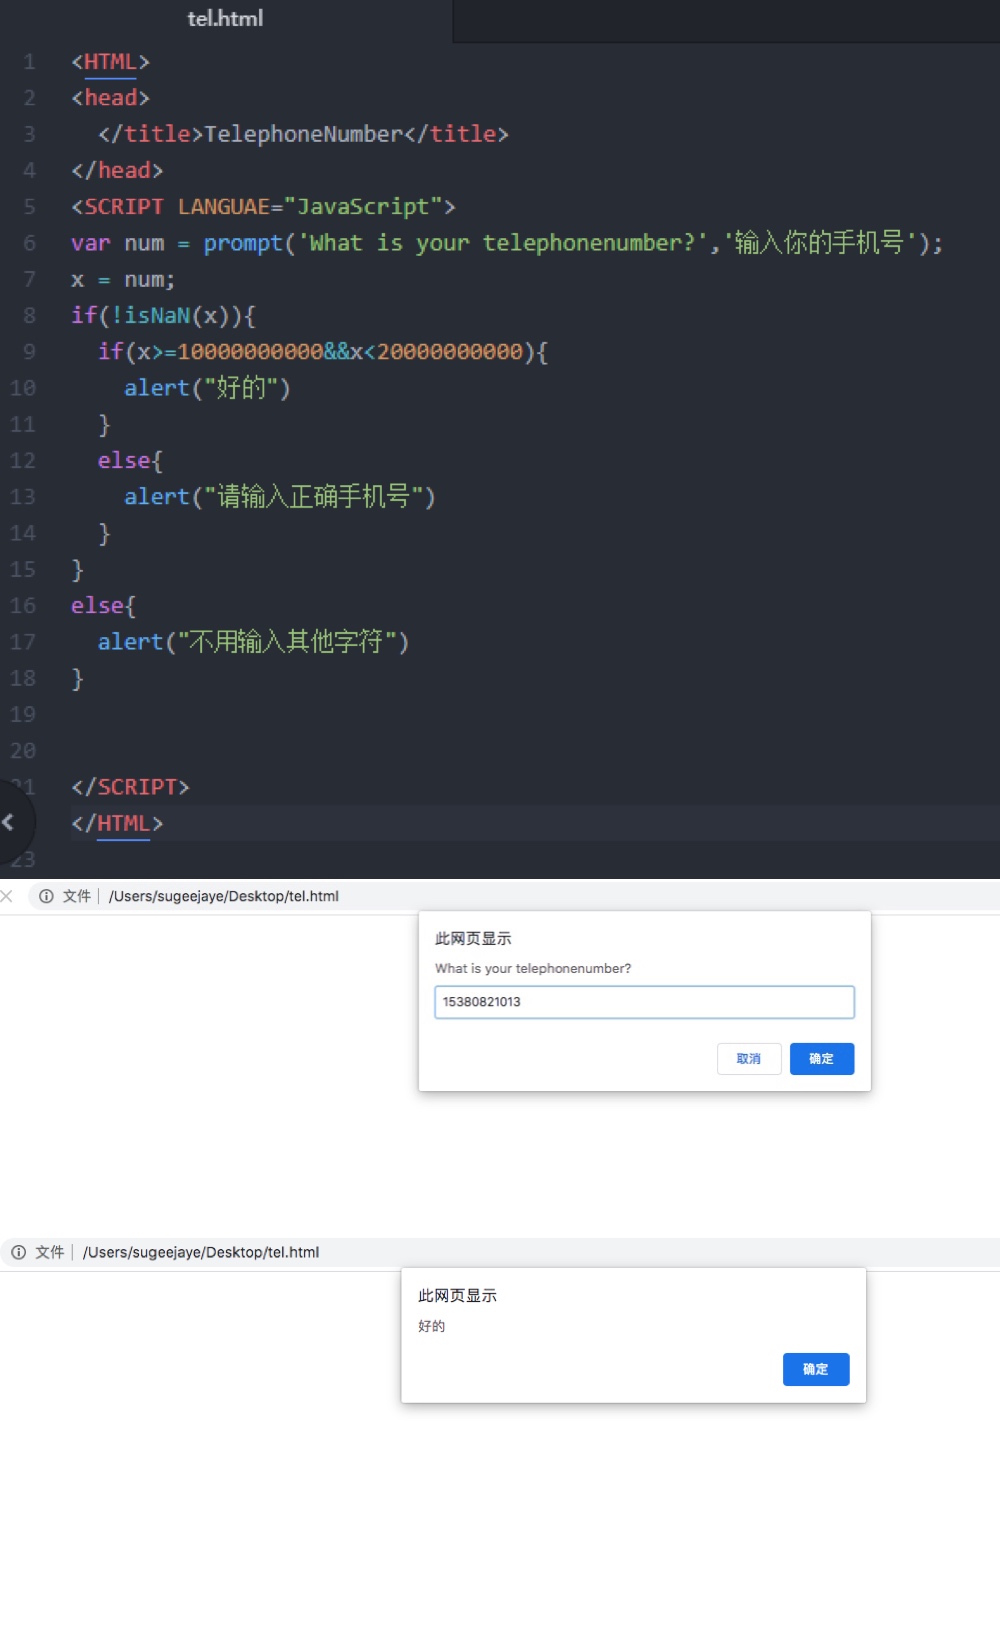 tel.html
1 <HTML>
2 <head>
3 </title>TelephoneNumber</title>
4 </head>
5 <SCRIPT LANGUAE="JavaScript">
6 var num = prompt('What is your telephonenumber?','输入你的手机号');
7 x = num;
8 if(!isNaN(x)){
9 if(x>=10000000000&&x<20000000000){
10 alert("好的")
11 }
12 else{
13 alert("请输入正确手机号")
14 }
15 }
16 else{
17 alert("不用输入其他字符")
18 }
19
20
21 </SCRIPT>
</HTML>
23
文件 /Users/sugeejaye/Desktop/tel.html
此网页显示
What is your telephonenumber?
15380821013
取消 确定
文件 /Users/sugeejaye/Desktop/tel.html
此网页显示
好的
确定